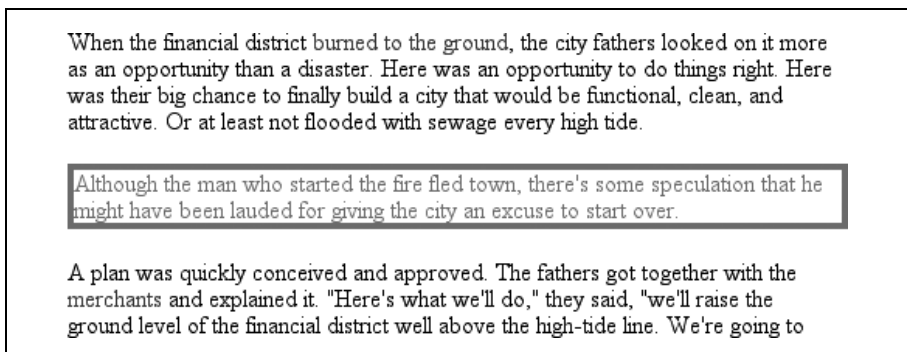 When the financial district burned to the ground, the city fathers looked on it more
as an opportunity than a disaster. Here was an opportunity to do things right. Here
was their big chance to finally build a city that would be functional, clean, and
attractive. Or at least not flooded with sewage every high tide.
Although the man who started the fire fled town, there's some speculation that he
might have been lauded for giving the city an excuse to start over.
A plan was quickly conceived and approved. The fathers got together with the
merchants and explained it. "Here's what we'll do," they said, "we'll raise the
ground level of the financial district well above the high-tide line. We're going to